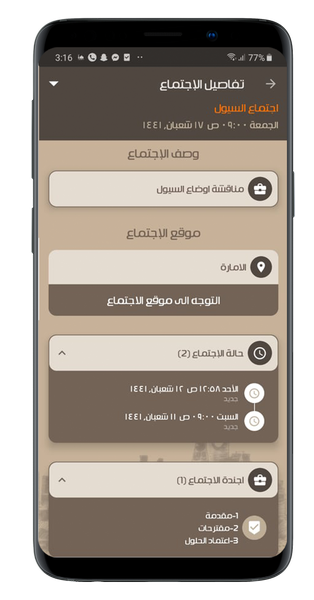 3:16
77%
تفاصيل الإجتماع
اجتماع السيول
الجمعة ٠٩:٠٠ ص ١٧ شعبان, ١٤٤١
وصف الإجتماع
مناقشة اوضاع السيول
موقع الإجتماع
الامارة
التوجه الى موقع الاجتماع
حالة الإجتماع (2)
الأحد ١٢:٥٨ ص ١٢ شعبان, ١٤٤١
جديد
السبت ٠٩:٠٠ ص ١١ شعبان, ١٤٤١
جديد
اجندة الاجتماع (1)
1-مقدمة
2-مقترحات
3-اعتماد الحلول